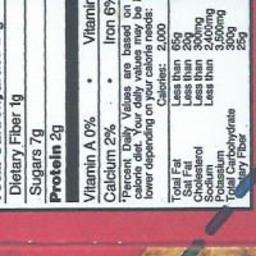 Dietary Fiber 1g
Sugars 7g
Protein 2g
Vitamin A 0% • Vitamin
Calcium 2% • Iron 6%
*Percent Daily Values are based on
calorie diet. Your daily values may be
lower depending on your calorie needs:
Calories: 2,000
Total Fat Less than 65g
Sat Fat Less than 20g
Cholesterol Less than 300mg
Sodium Less than 2,400mg
Potassium 3,500mg
Total Carbohydrate 300g
Fiber 25g